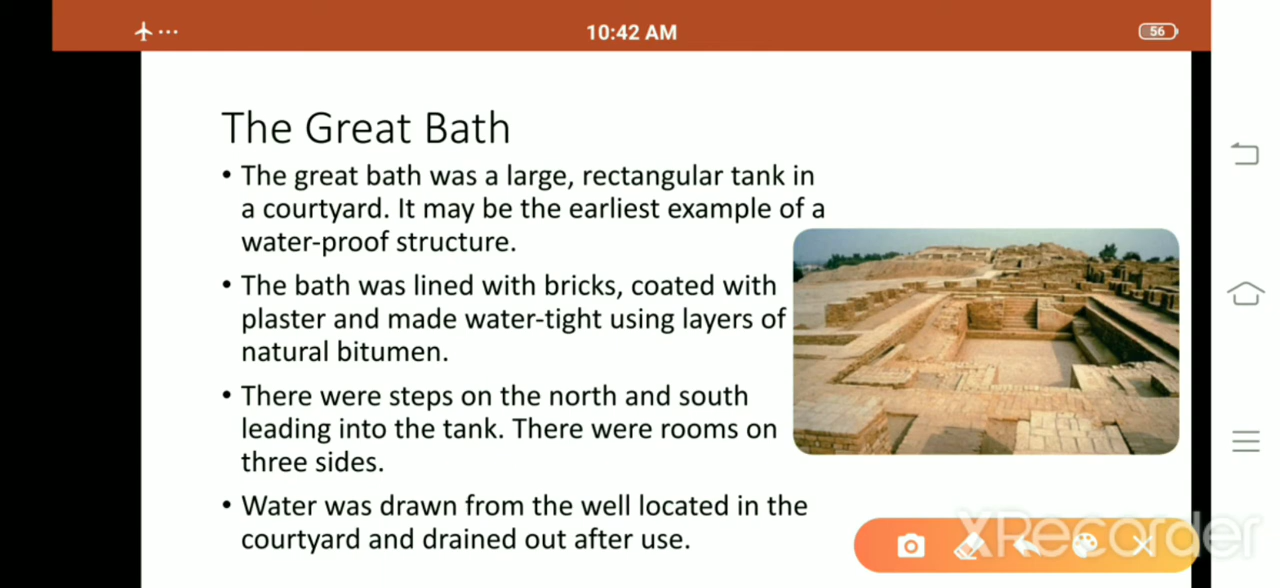 10:42 AM
56
The Great Bath
• The great bath was a large, rectangular tank in
a courtyard. It may be the earliest example of a
water-proof structure.
• The bath was lined with bricks, coated with
plaster and made water-tight using layers of
natural bitumen.
• There were steps on the north and south
leading into the tank. There were rooms on
three sides.
• Water was drawn from the well located in the
courtyard and drained out after use.
XRecorder